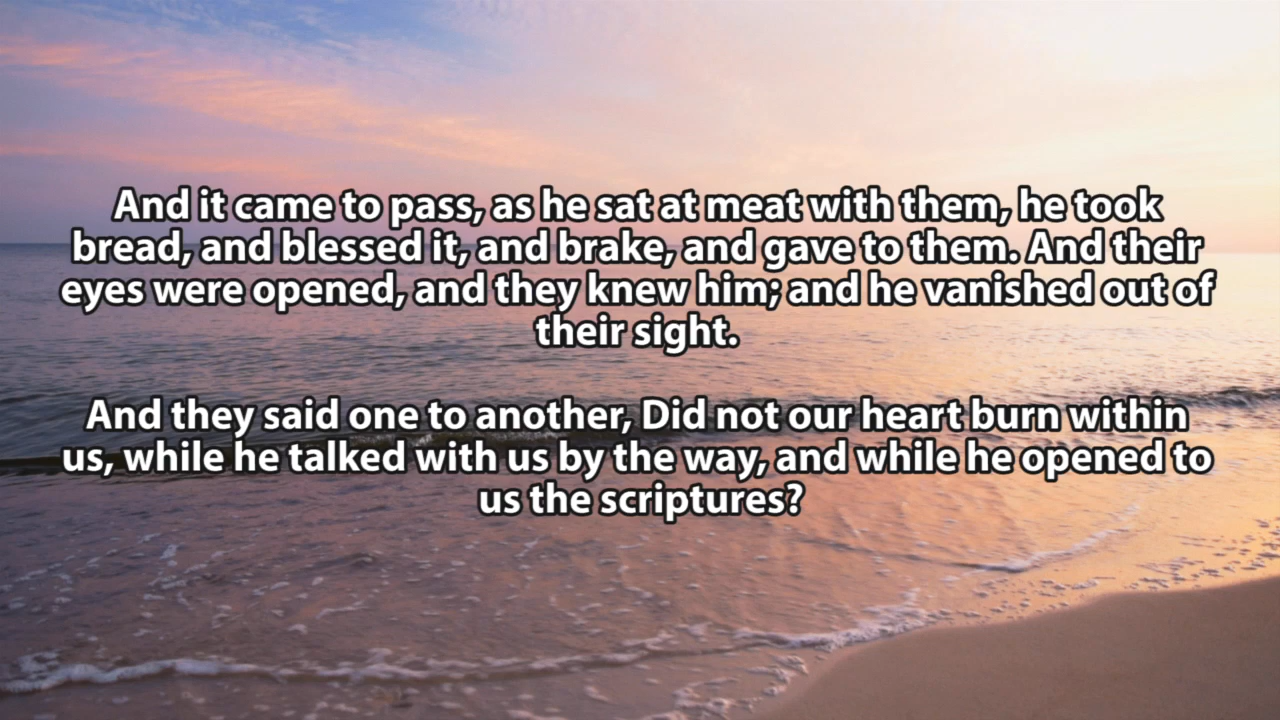 And it came to pass, as he sat at meat with them, he took
bread, and blessed it, and brake, and gave to them. And their
eyes were opened, and they knew him; and he vanished out of
their sight.
And they said one to another, Did not our heart burn within
us, while he talked with us by the way, and while he opened to
us the scriptures?